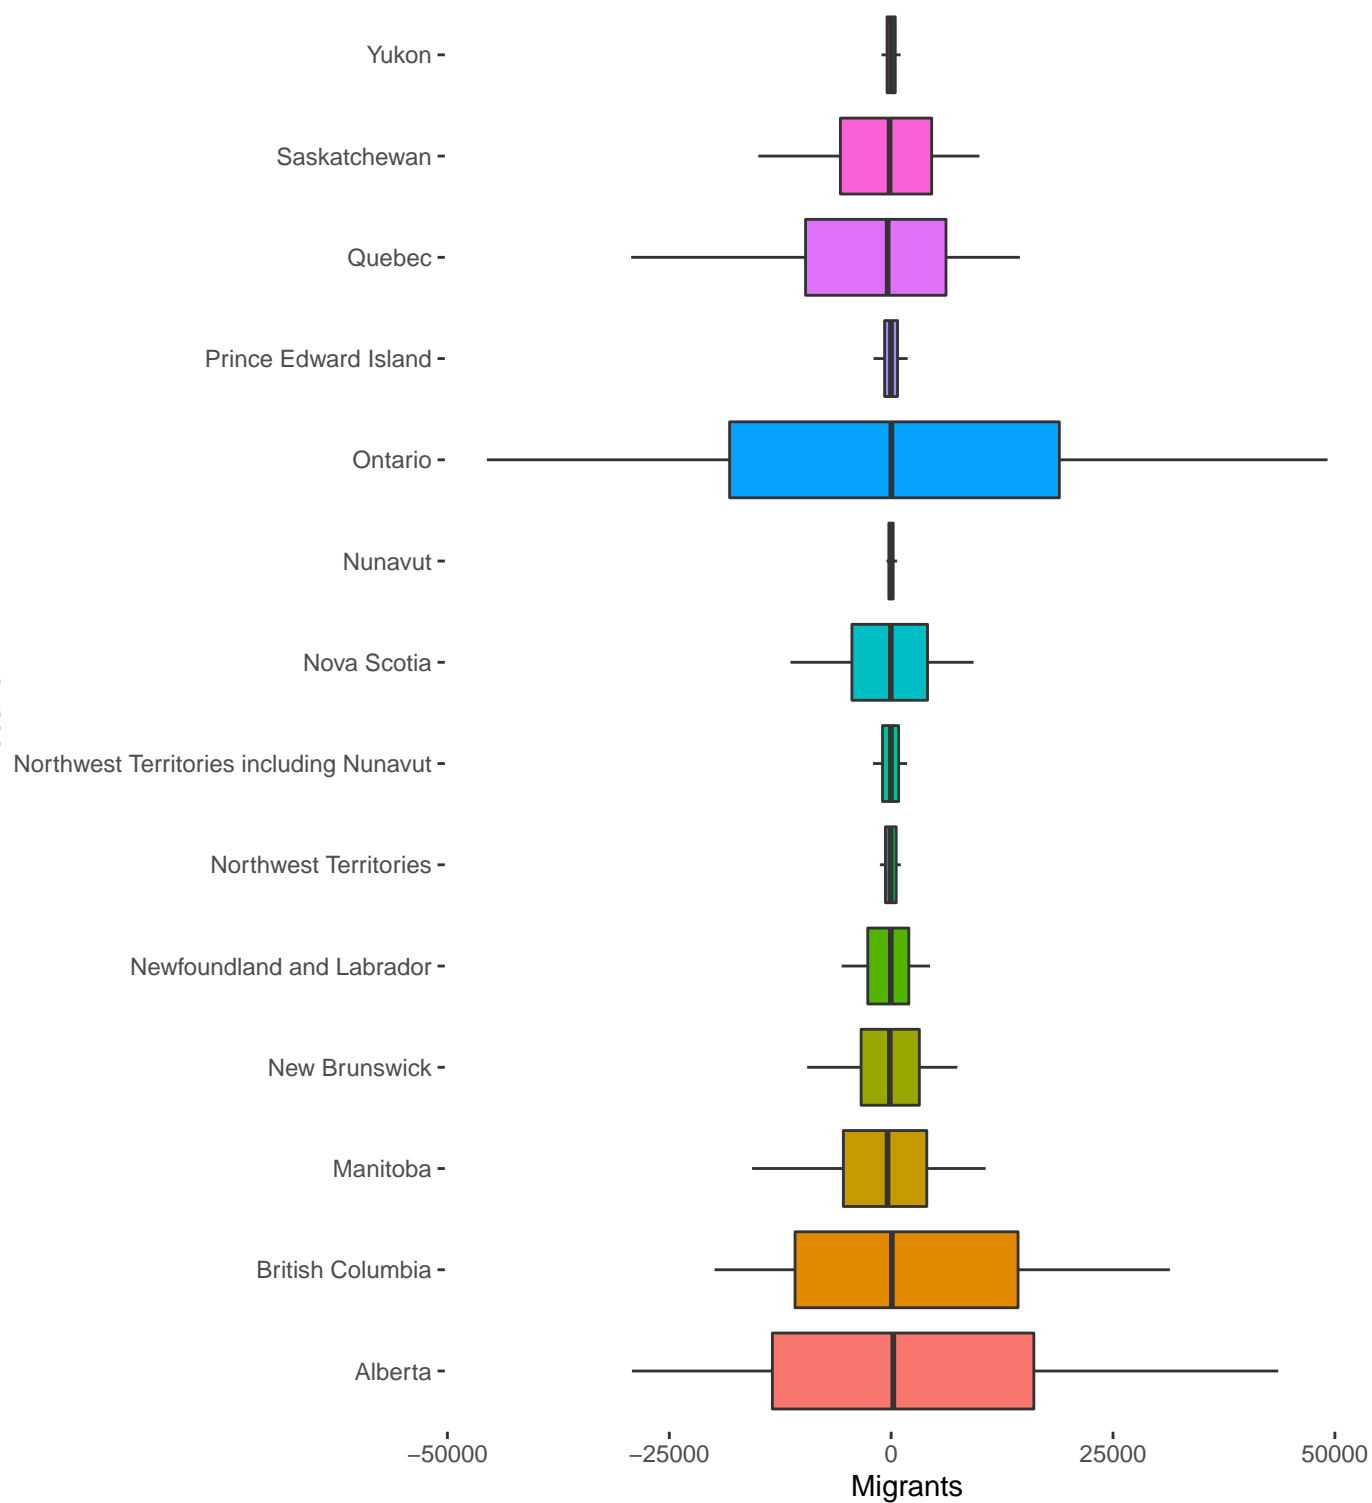 Yukon
Saskatchewan
Quebec
Prince Edward Island
Ontario
Nunavut
Nova Scotia
Northwest Territories including Nunavut
Northwest Territories
Newfoundland and Labrador
New Brunswick
Manitoba
British Columbia
Alberta
−50000 −25000 0 25000 50000
Migrants